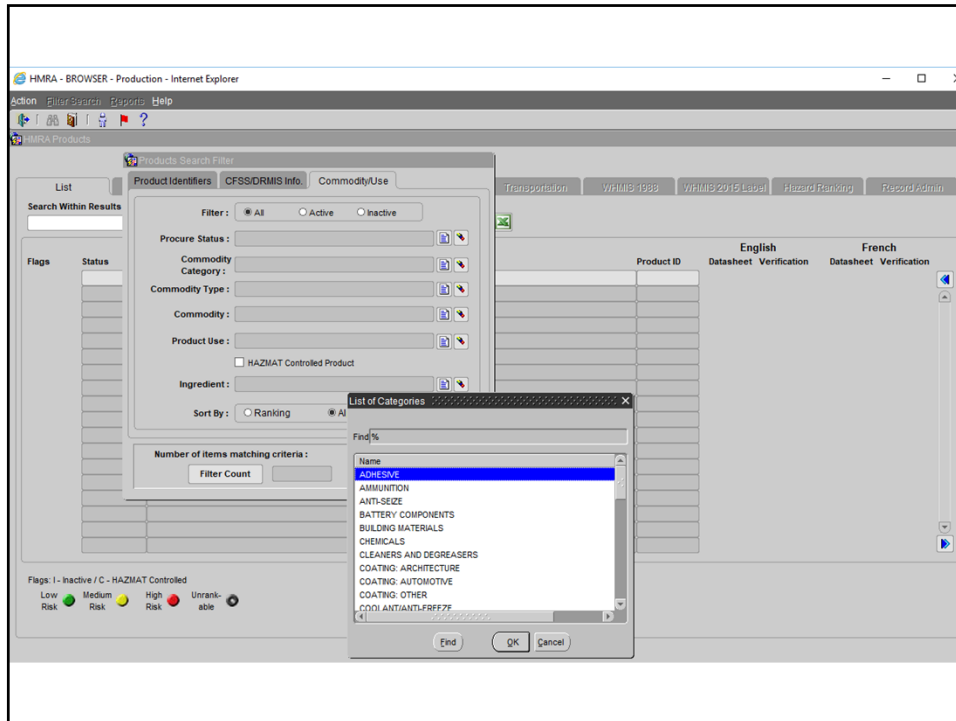 HMRA - BROWSER - Production - Internet Explorer
Action Filter Search Reports Help
HMRA Products
Products Search Filter
Product Identifiers CFSS/DRMIS Info. Commodity/Use
List Transportation WHMIS 1988 WHMIS 2015 Label Hazard Ranking Record Admin
Search Within Results
Filter : All Active Inactive
Procure Status :
Commodity Category :
Commodity Type :
Commodity :
Product Use :
HAZMAT Controlled Product
Ingredient :
Sort By : Ranking Al
Number of items matching criteria :
Filter Count
English French
Flags Status Product ID Datasheet Verification Datasheet Verification
List of Categories
Find %
Name
ADHESIVE
AMMUNITION
ANTI-SEIZE
BATTERY COMPONENTS
BUILDING MATERIALS
CHEMICALS
CLEANERS AND DEGREASERS
COATING: ARCHITECTURE
COATING: AUTOMOTIVE
COATING: OTHER
COOLANT/ANTI-FREEZE
Find OK Cancel
Flags: I - Inactive / C - HAZMAT Controlled
Low Risk Medium Risk High Risk Unrank-able